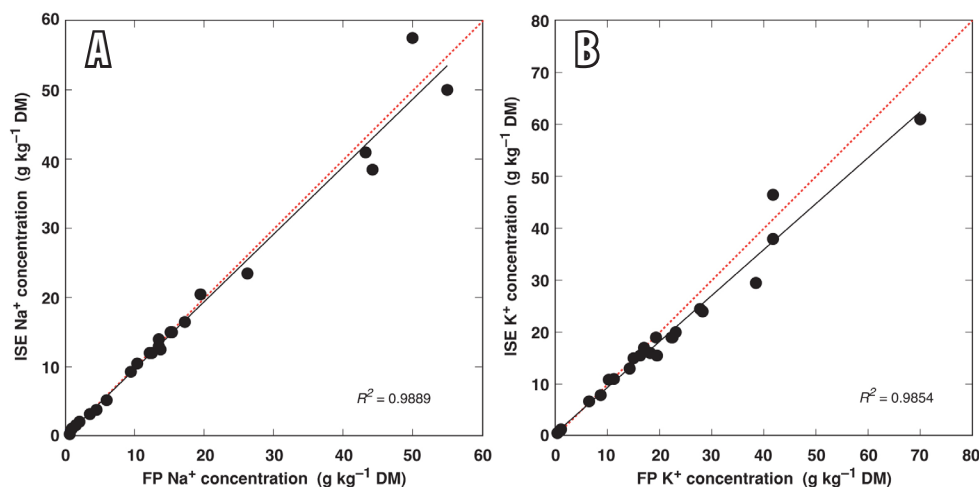 A
ISE Na⁺ concentration (g kg⁻¹ DM)
60
50
40
30
20
10
0
0 10 20 30 40 50 60
FP Na⁺ concentration (g kg⁻¹ DM)
R² = 0.9889
B
ISE K⁺ concentration (g kg⁻¹ DM)
80
70
60
50
40
30
20
10
0
0 10 20 30 40 50 60 70 80
FP K⁺ concentration (g kg⁻¹ DM)
R² = 0.9854